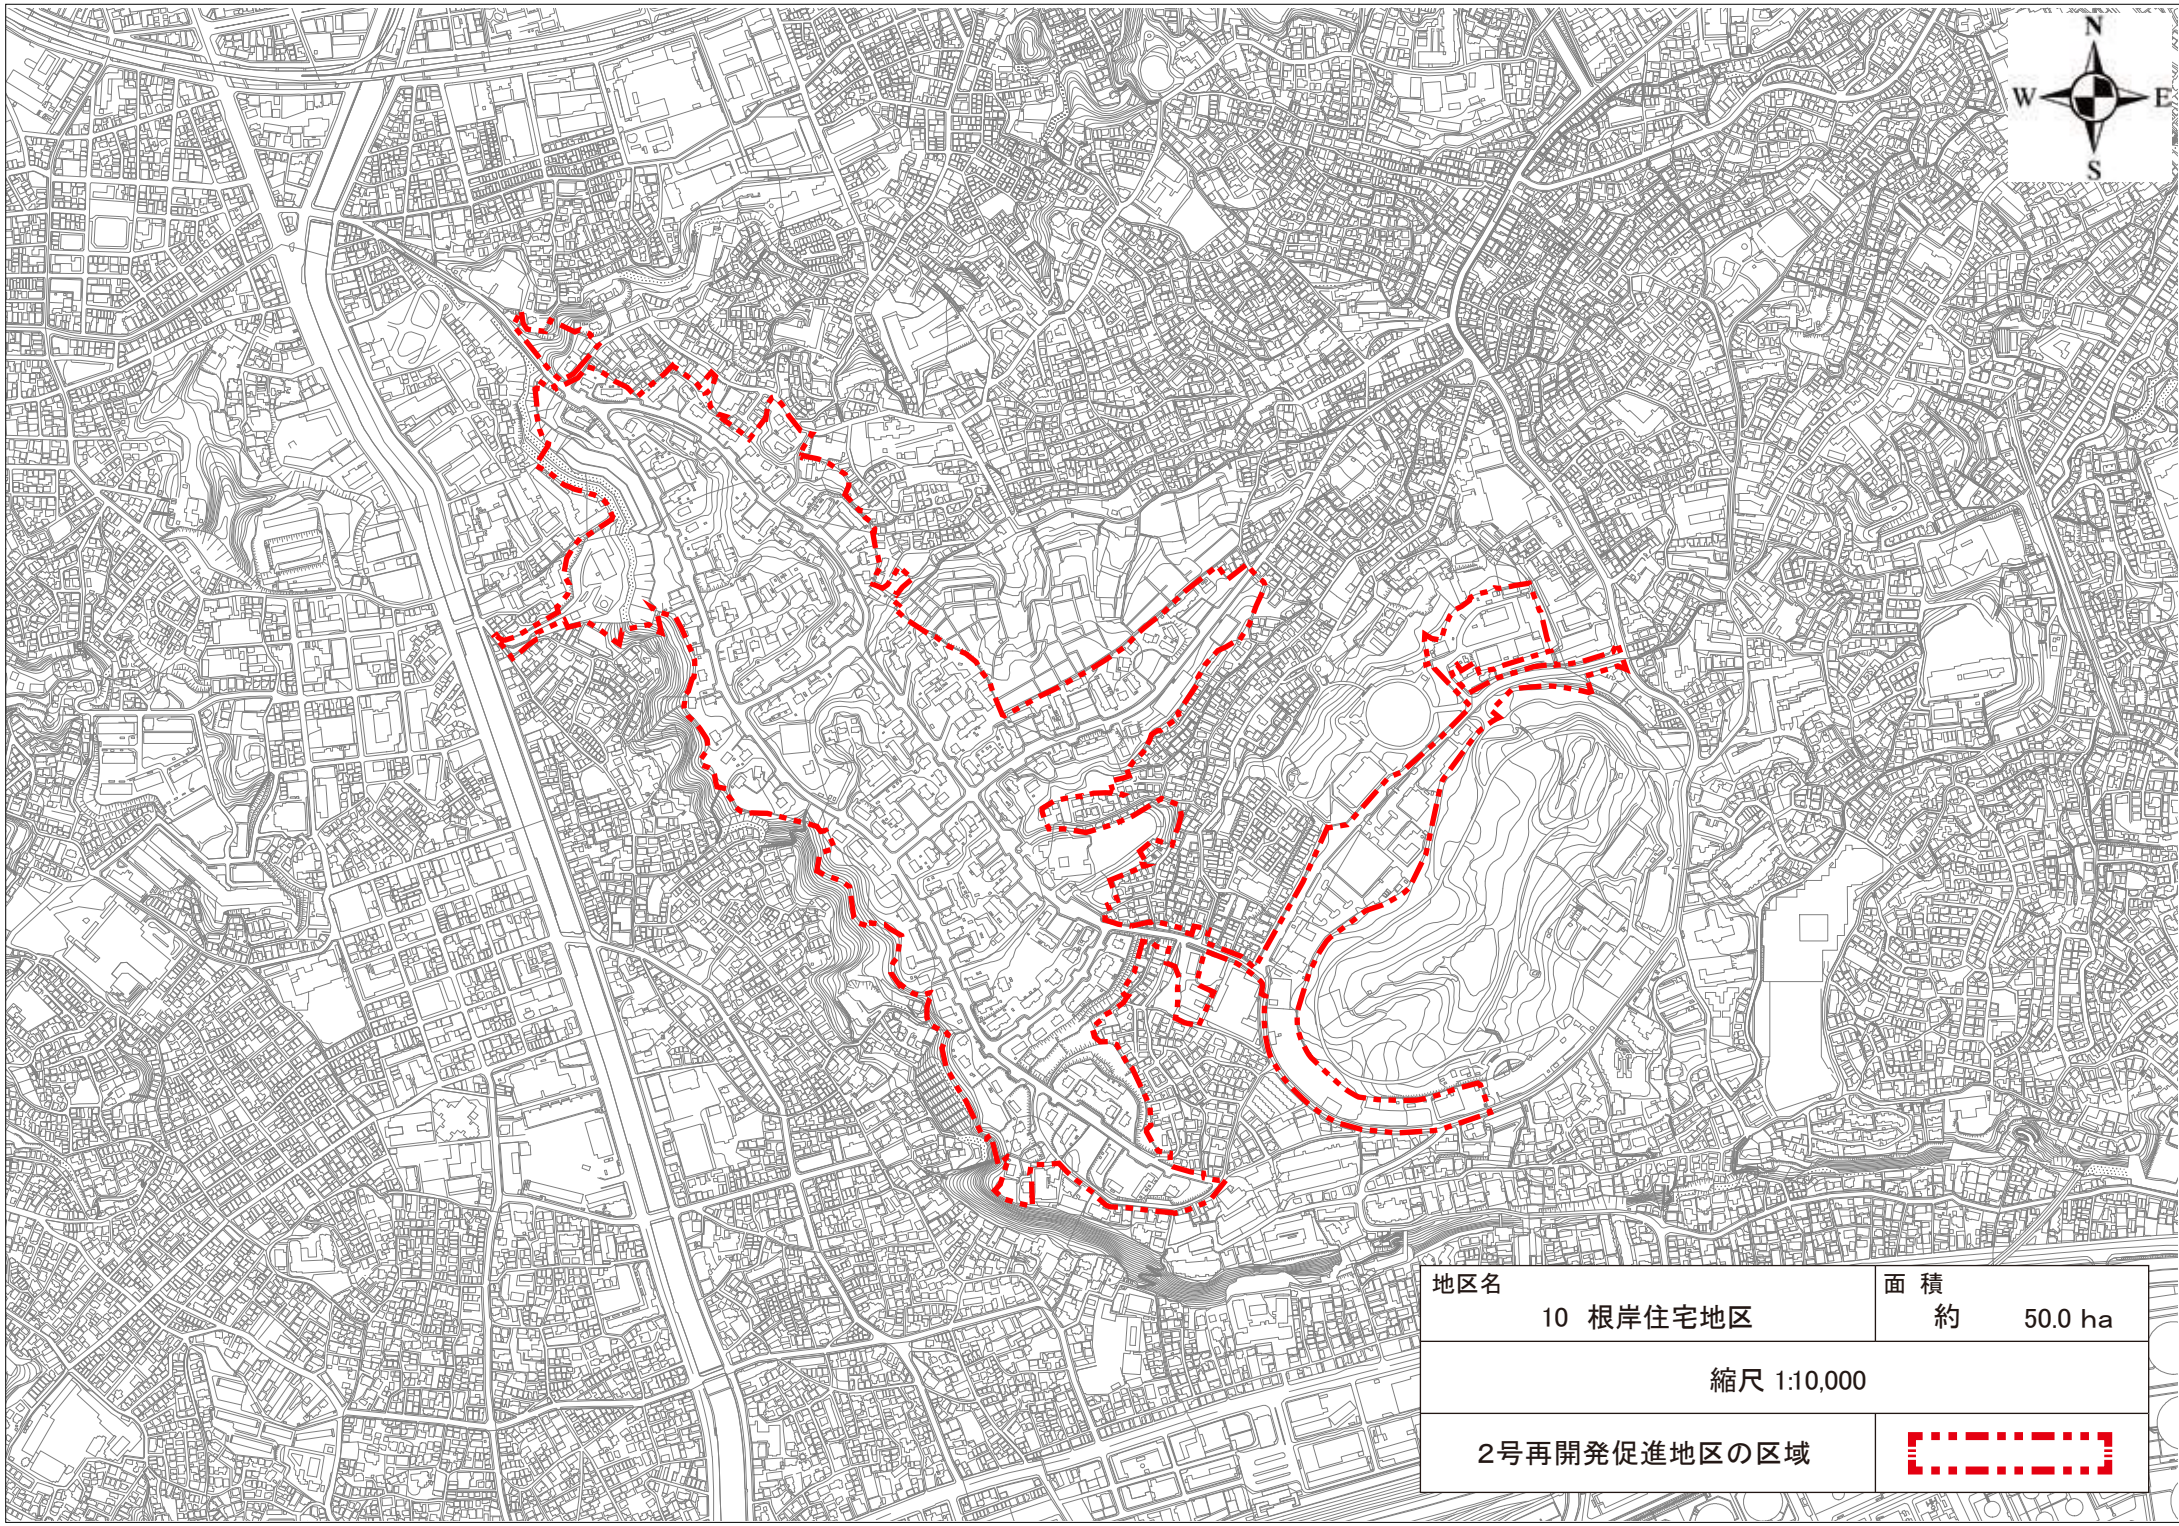 N
W E
S
地区名
10 根岸住宅地区
面 積
約 50.0 ha
縮尺 1:10,000
2号再開発促進地区の区域